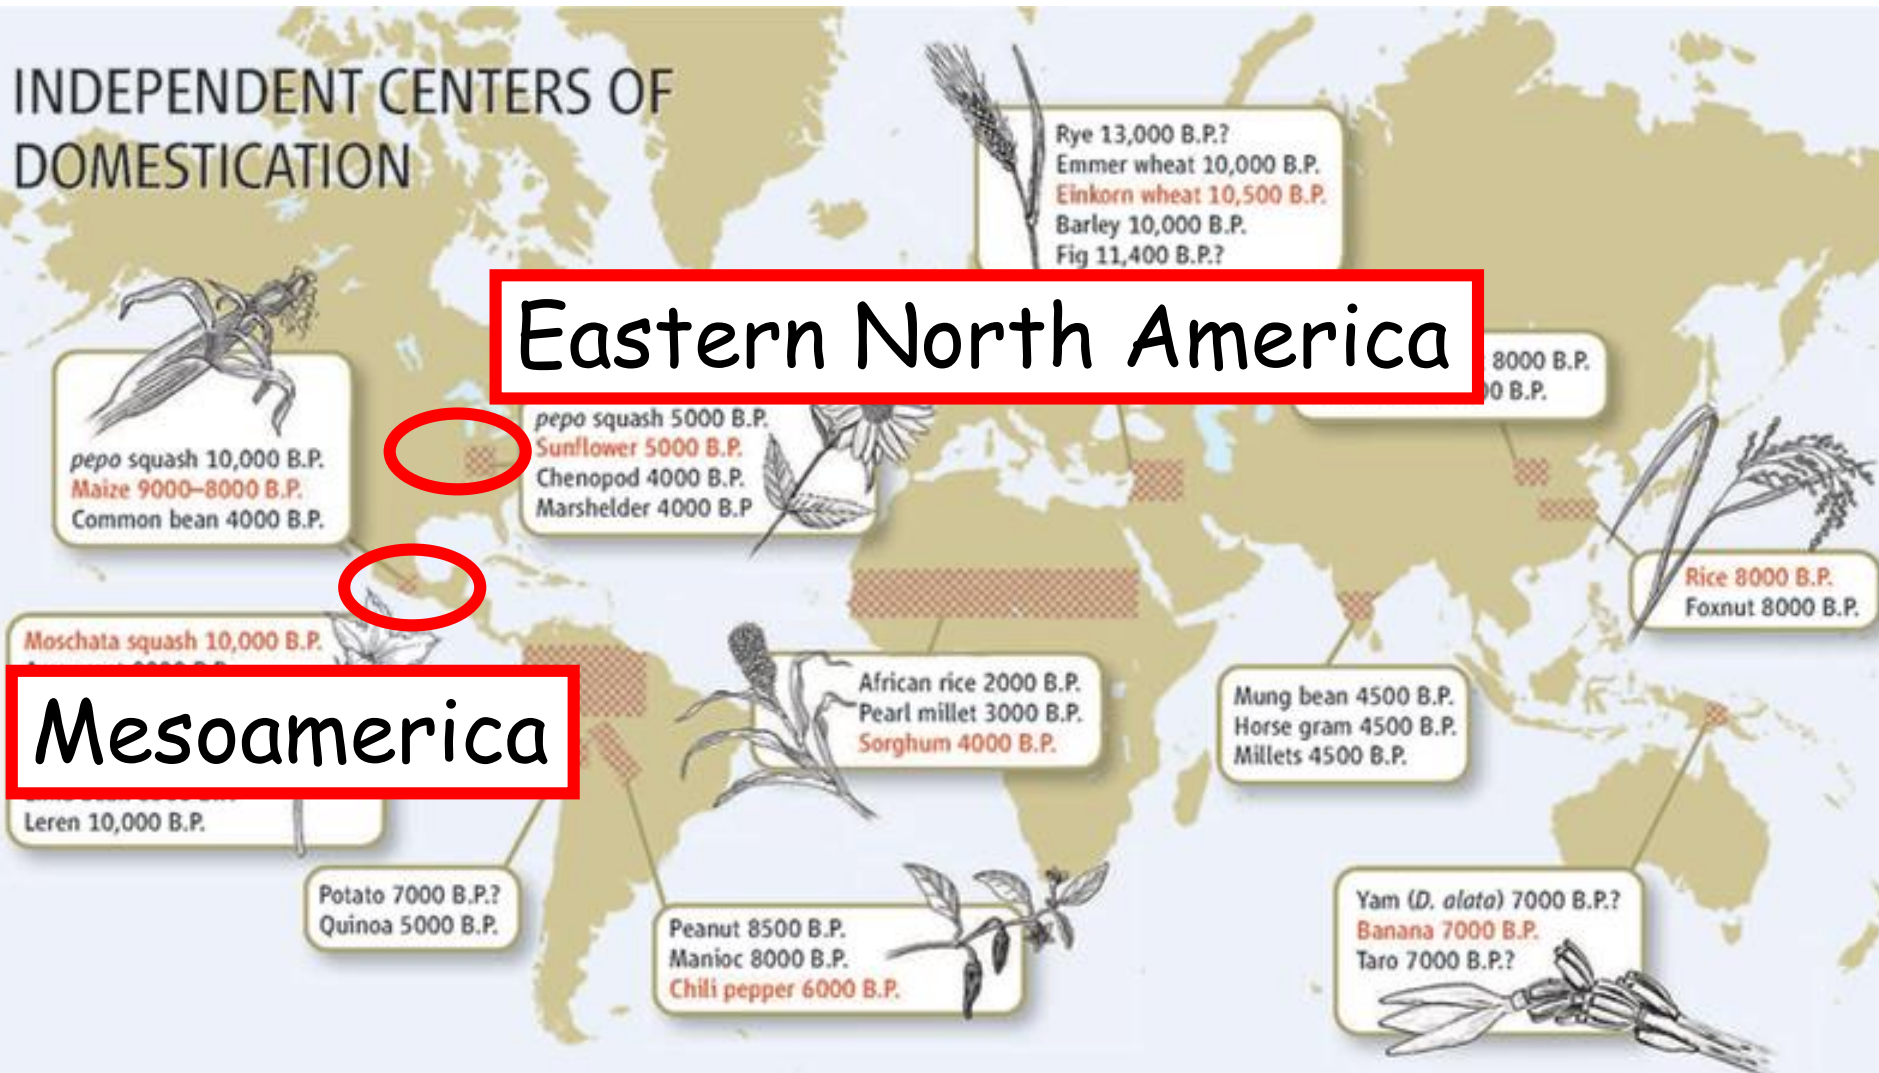 INDEPENDENT CENTERS OF
DOMESTICATION
Rye 13,000 B.P.?
Emmer wheat 10,000 B.P.
Einkorn wheat 10,500 B.P.
Barley 10,000 B.P.
Fig 11,400 B.P.?
Eastern North America
8000 B.P.
B.P.
pepo squash 10,000 B.P.
Maize 9000–8000 B.P.
Common bean 4000 B.P.
pepo squash 5000 B.P.
Sunflower 5000 B.P.
Chenopod 4000 B.P.
Marshelder 4000 B.P
Rice 8000 B.P.
Foxnut 8000 B.P.
Moschata squash 10,000 B.P.
Mesoamerica
Leren 10,000 B.P.
African rice 2000 B.P.
Pearl millet 3000 B.P.
Sorghum 4000 B.P.
Mung bean 4500 B.P.
Horse gram 4500 B.P.
Millets 4500 B.P.
Potato 7000 B.P.?
Quinoa 5000 B.P.
Peanut 8500 B.P.
Manioc 8000 B.P.
Chili pepper 6000 B.P.
Yam (D. alata) 7000 B.P.?
Banana 7000 B.P.
Taro 7000 B.P.?